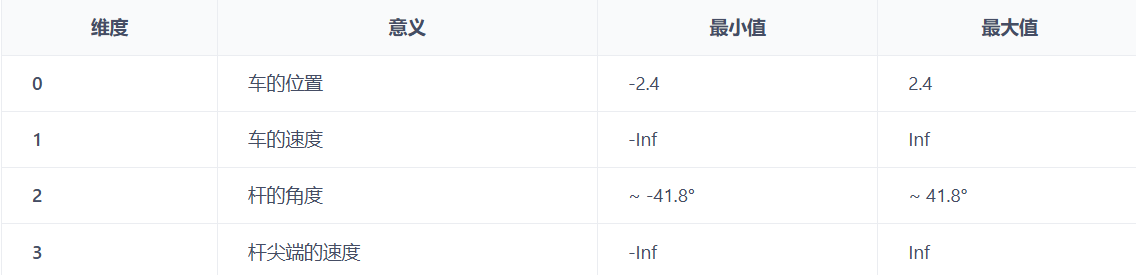 维度 意义 最小值 最大值
0 车的位置 -2.4 2.4
1 车的速度 -Inf Inf
2 杆的角度 ~ -41.8° ~ 41.8°
3 杆尖端的速度 -Inf Inf